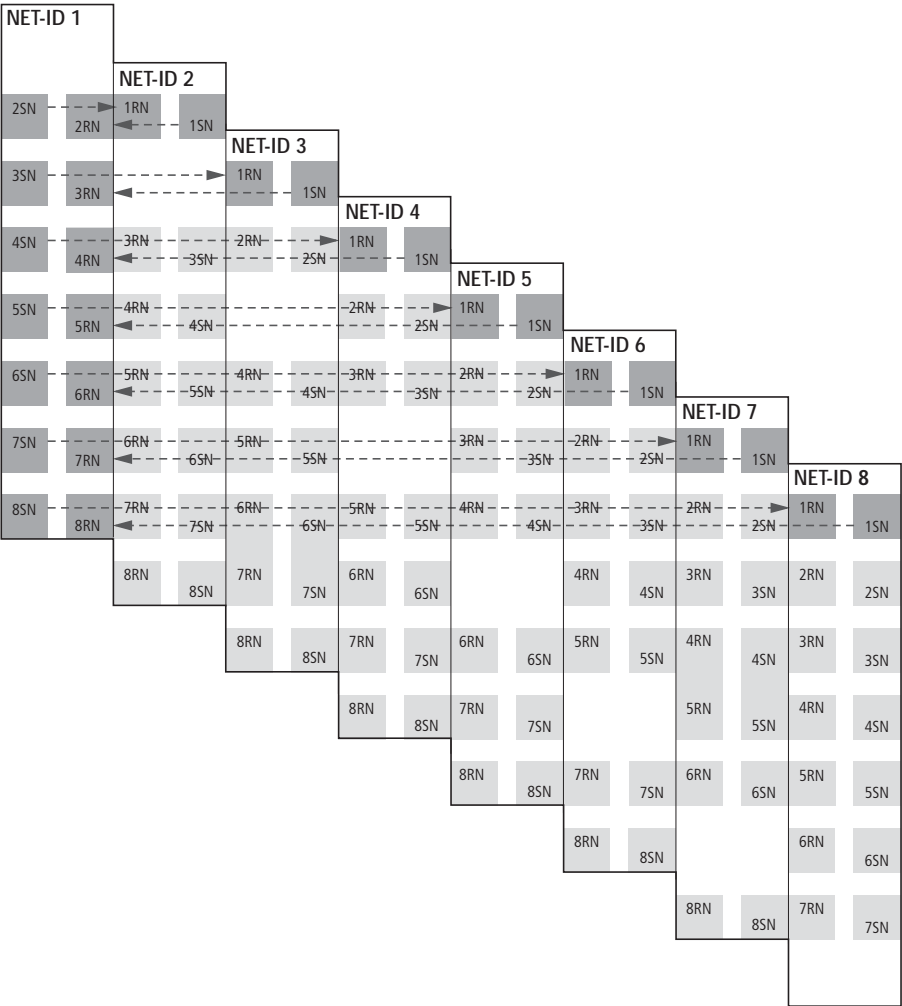 NET-ID 1
NET-ID 2
2SN 1RN
2RN 1SN
NET-ID 3
3SN 1RN
3RN 1SN
NET-ID 4
4SN 3RN 2RN 1RN
4RN 3SN 2SN 1SN
NET-ID 5
5SN 4RN 2RN 1RN
5RN 4SN 2SN 1SN
NET-ID 6
6SN 5RN 4RN 3RN 2RN 1RN
6RN 5SN 4SN 3SN 2SN 1SN
NET-ID 7
7SN 6RN 5RN 3RN 2RN 1RN
7RN 6SN 5SN 3SN 2SN 1SN
NET-ID 8
8SN 7RN 6RN 5RN 4RN 3RN 2RN 1RN
8RN 7SN 6SN 5SN 4SN 3SN 2SN 1SN
8RN 7RN 6RN 4RN 3RN 2RN
8SN 7SN 6SN 4SN 3SN 2SN
8RN 7RN 6RN 5RN 4RN 3RN
8SN 7SN 6SN 5SN 4SN 3SN
8RN 7RN 5RN 4RN
8SN 7SN 5SN 4SN
8RN 7RN 6RN 5RN
8SN 7SN 6SN 5SN
8RN 6RN
8SN 6SN
8RN 7RN
8SN 7SN